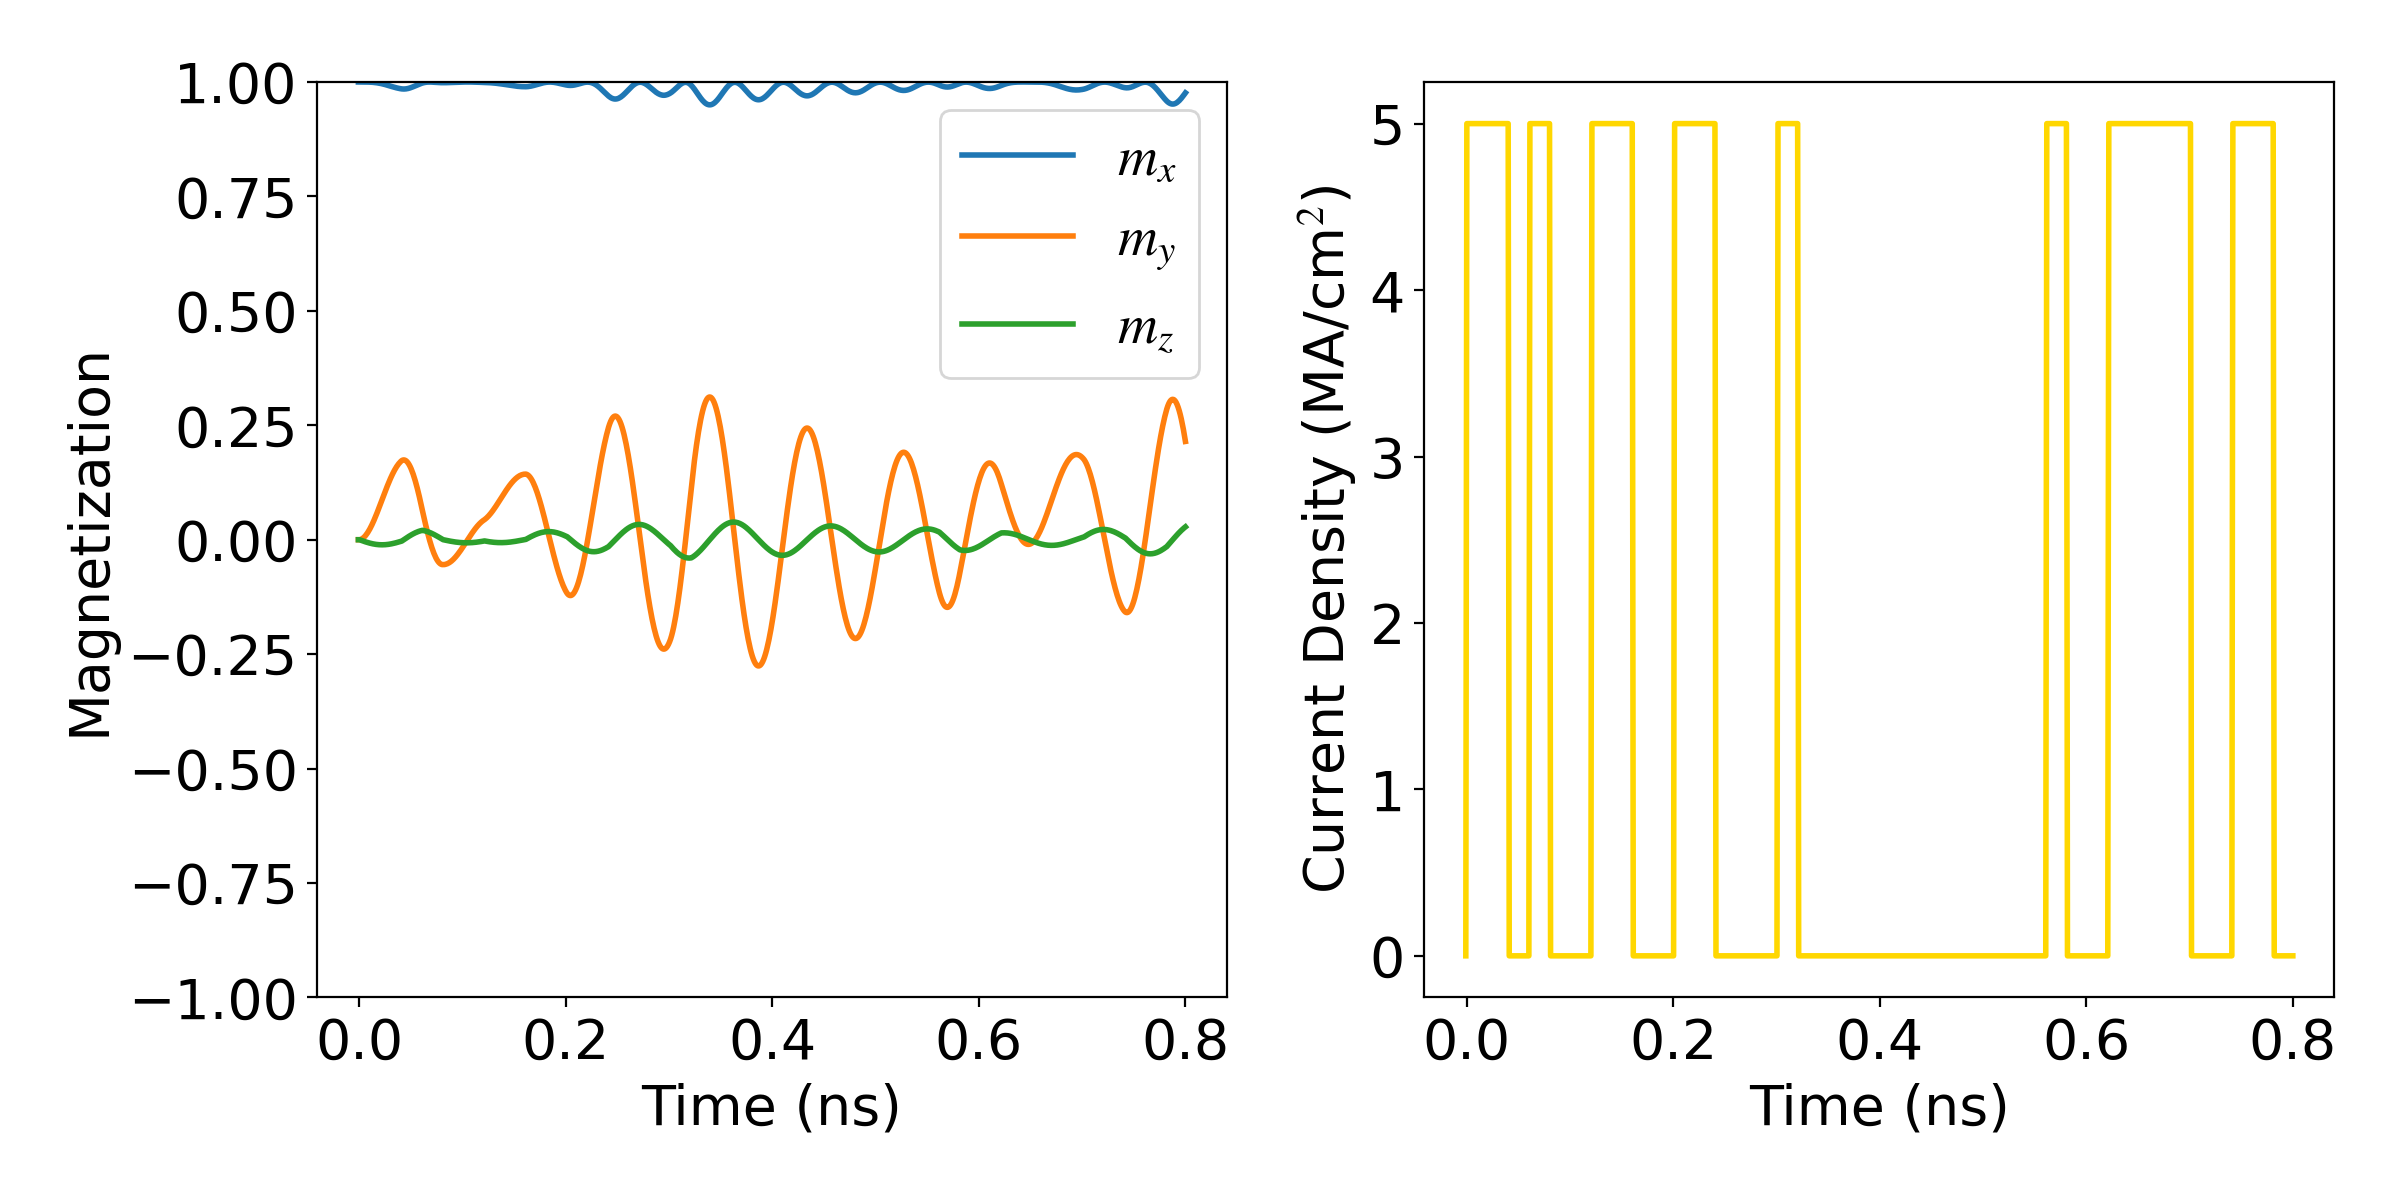 1.00
0.75
0.50
0.25
0.00
−0.25
−0.50
−0.75
−1.00
Magnetization
0.0 0.2 0.4 0.6 0.8
Time (ns)
m_x
m_y
m_z
5
4
3
2
1
0
Current Density (MA/cm²)
0.0 0.2 0.4 0.6 0.8
Time (ns)